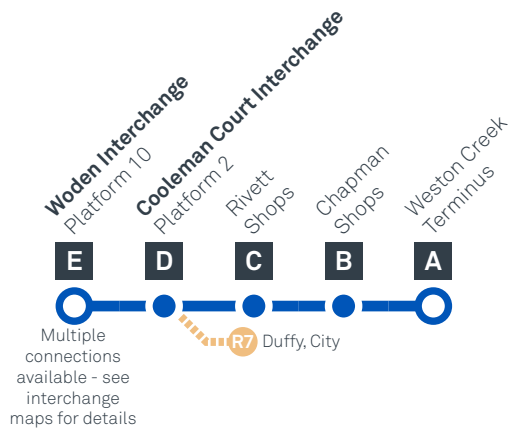 Woden Interchange
Platform 10
Cooleman Court Interchange
Platform 2
Rivett
Shops
Chapman
Shops
Weston Creek
Terminus
E
D
C
B
A
Multiple
connections
available - see
interchange
maps for details
R7 Duffy, City